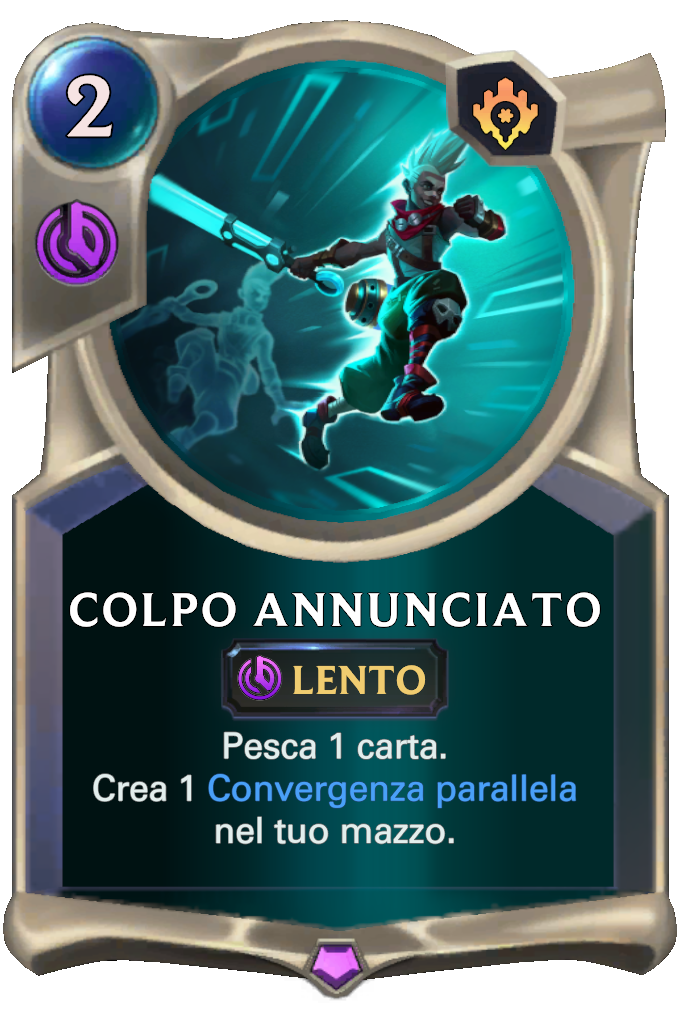 2
COLPO ANNUNCIATO
LENTO
Pesca 1 carta.
Crea 1 Convergenza parallela
nel tuo mazzo.